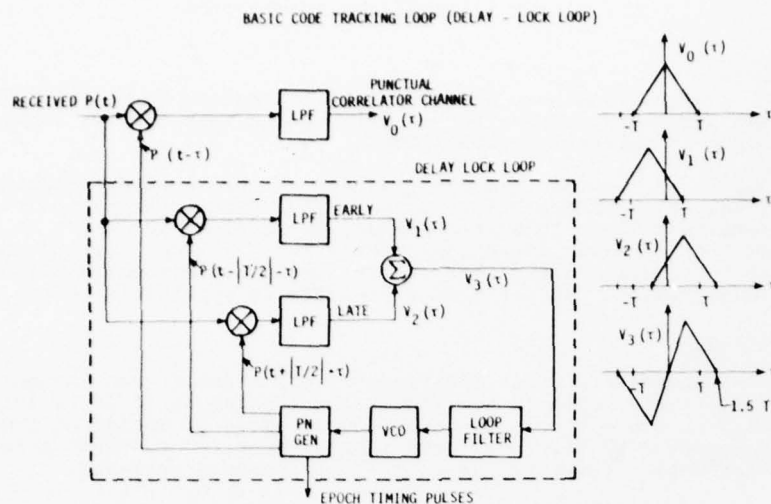 BASIC CODE TRACKING LOOP (DELAY - LOCK LOOP)
RECEIVED P(t)
P (t-τ)
LPF
PUNCTUAL
CORRELATOR CHANNEL
V₀(τ)
DELAY LOCK LOOP
LPF
EARLY
V₁(τ)
P(t-|T/2|-τ)
Σ
V₃(τ)
LPF
LATE
V₂(τ)
P(t+|T/2|-τ)
PN
GEN
VCO
LOOP
FILTER
EPOCH TIMING PULSES
V₀(τ)
-T
T
τ
V₁(τ)
-T
T
τ
V₂(τ)
-T
T
τ
V₃(τ)
-T
T
τ
1.5 T